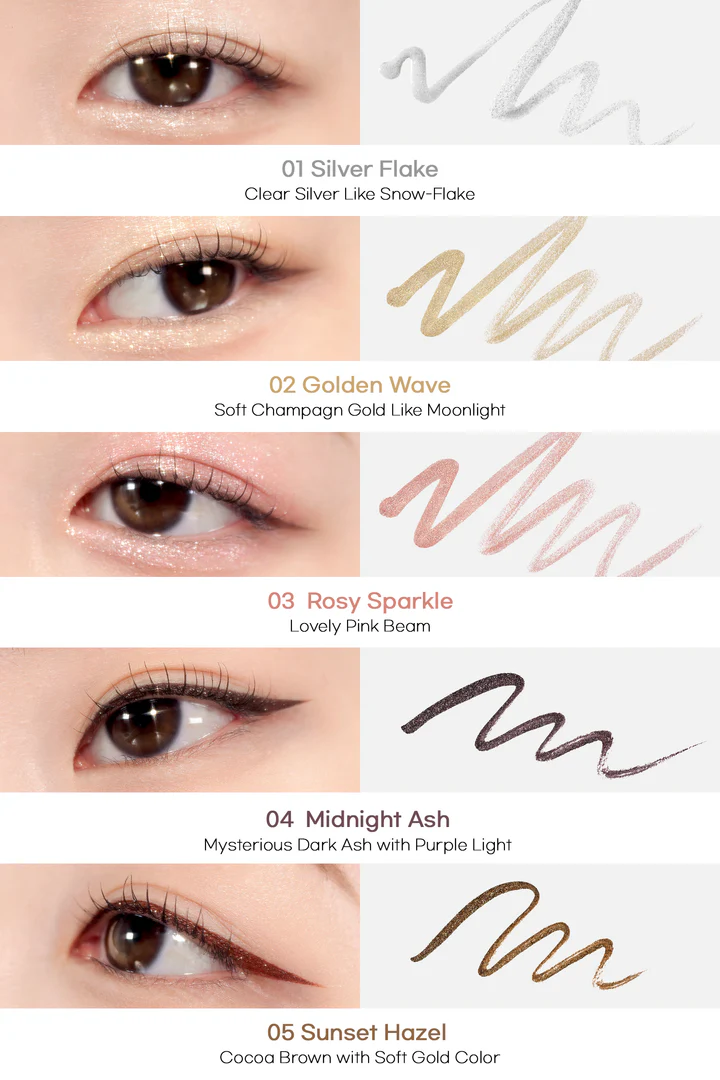 01 Silver Flake
Clear Silver Like Snow-Flake
02 Golden Wave
Soft Champagn Gold Like Moonlight
03 Rosy Sparkle
Lovely Pink Beam
04 Midnight Ash
Mysterious Dark Ash with Purple Light
05 Sunset Hazel
Cocoa Brown with Soft Gold Color